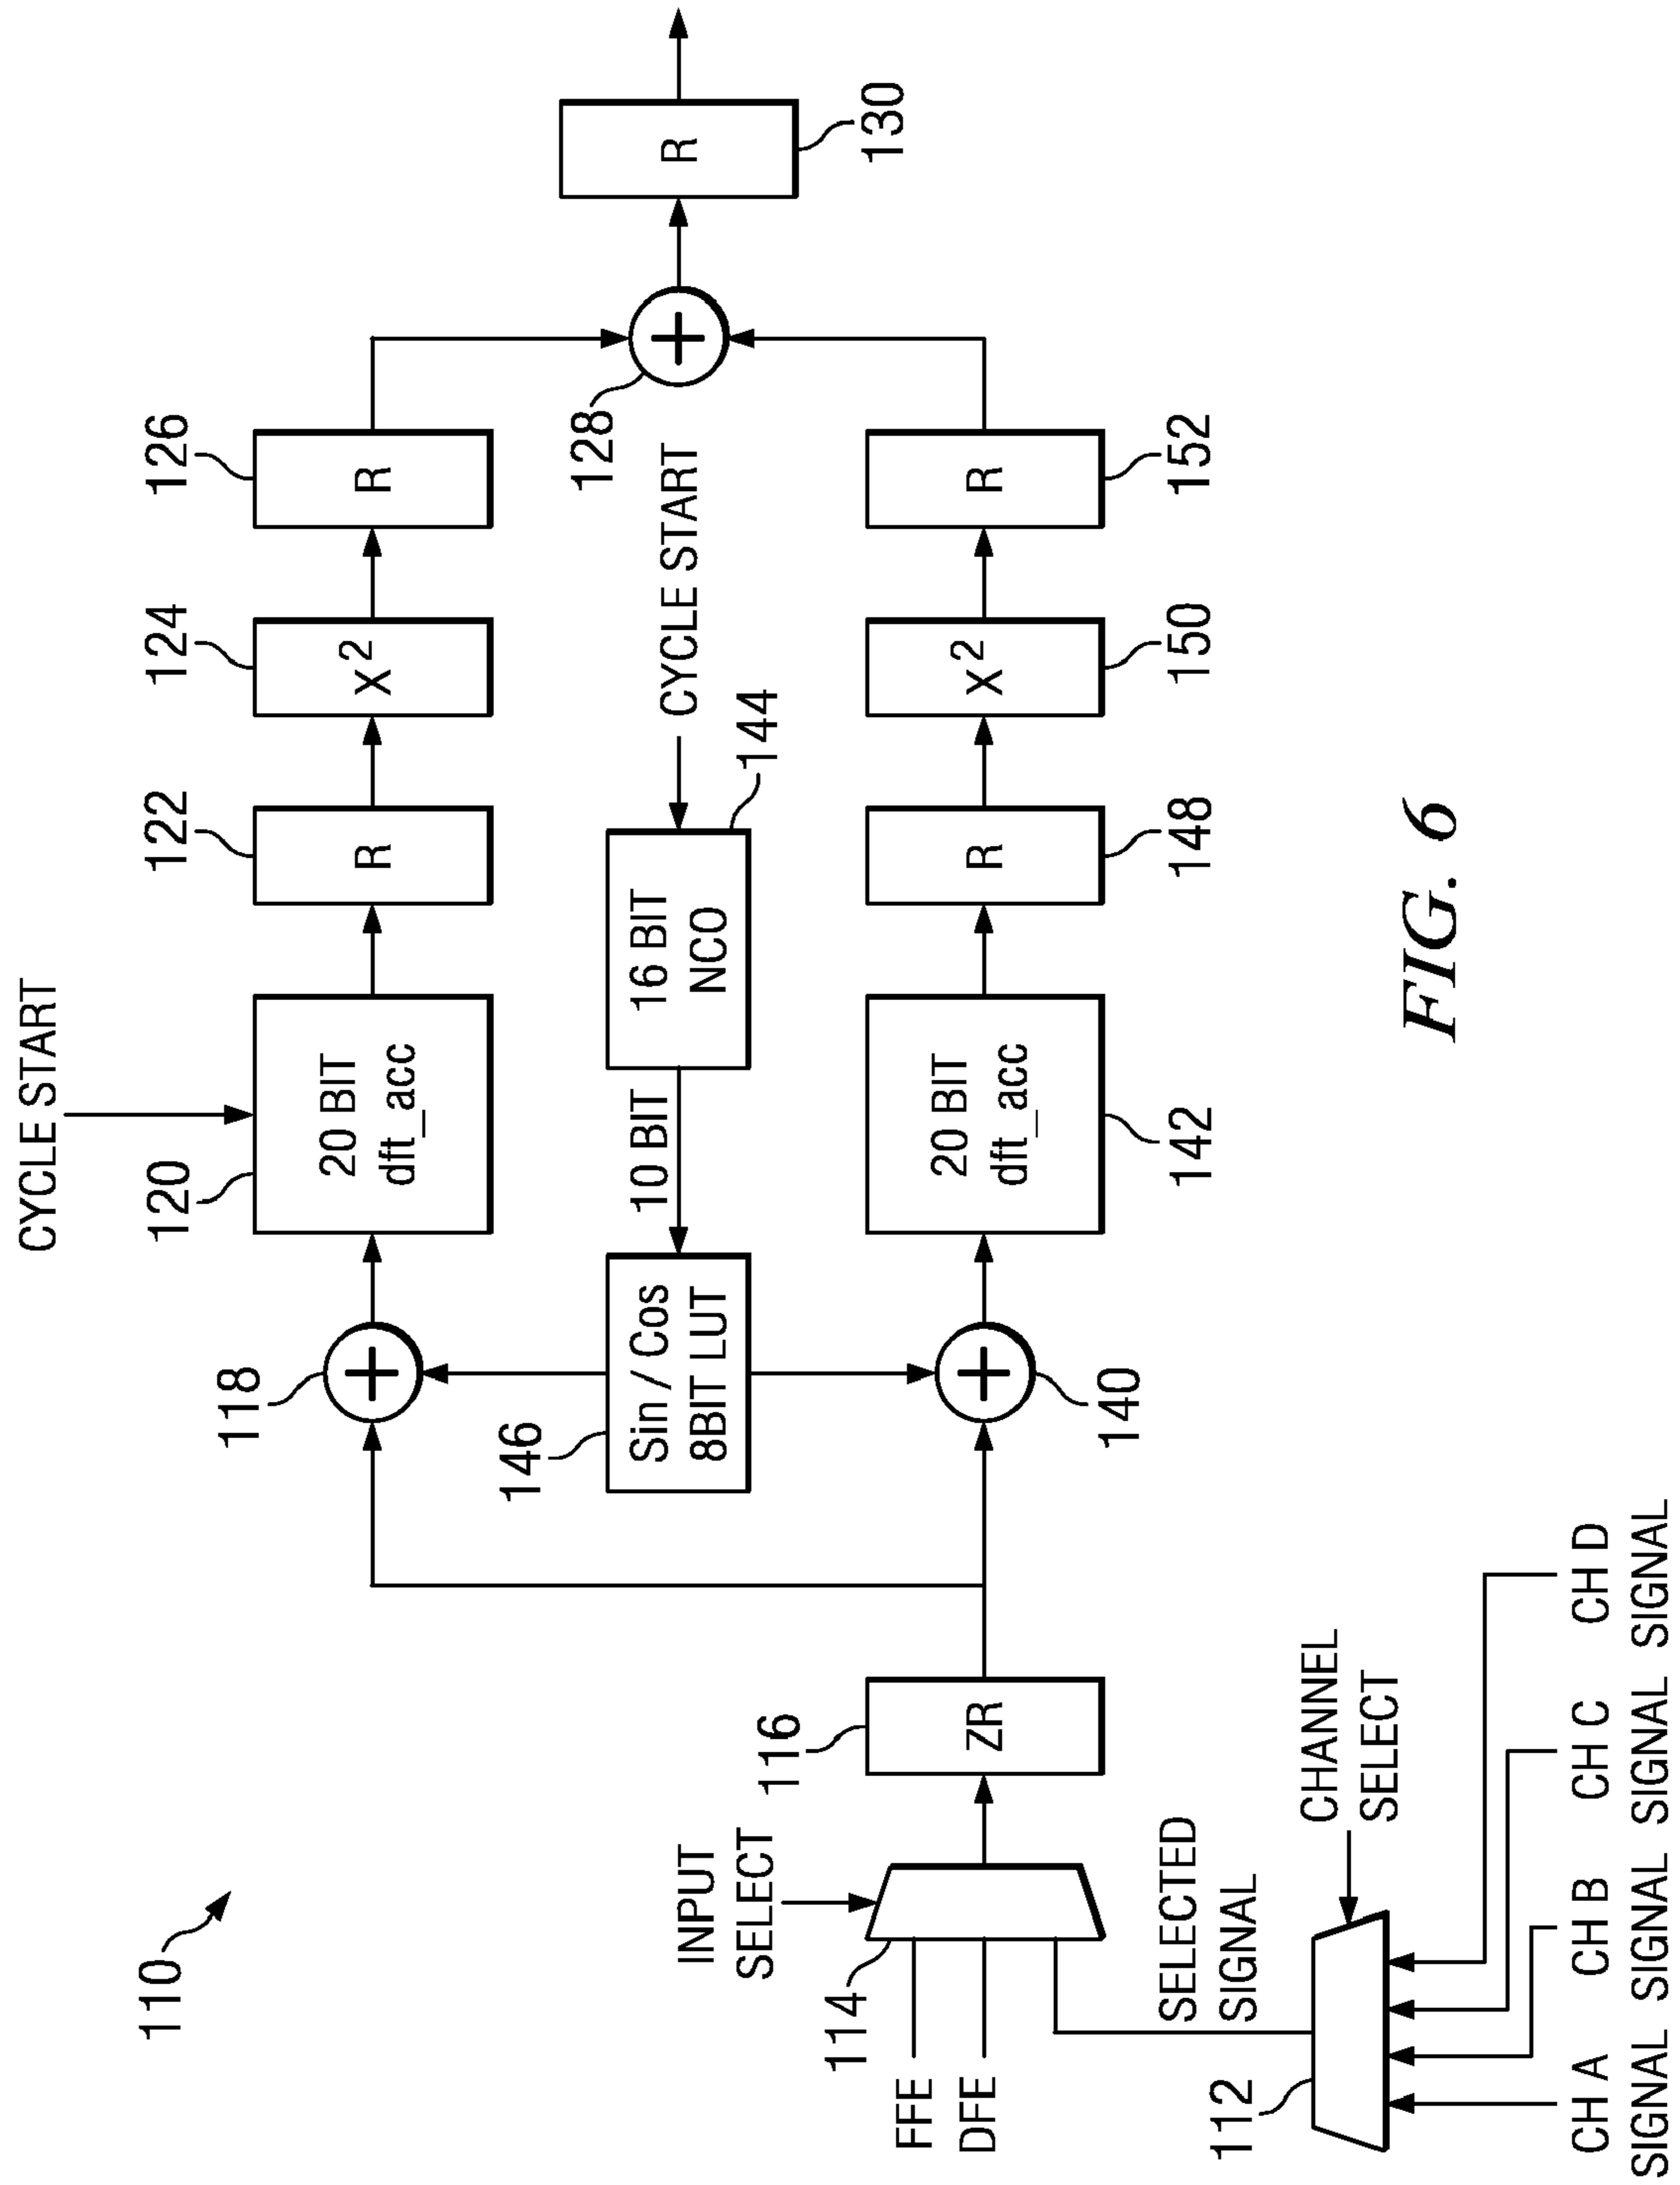 110
CYCLE START
118
120
20 BIT
dft_acc
122
R
124
x²
126
R
146
Sin / Cos
8BIT LUT
10 BIT
16 BIT
NCO
144
CYCLE START
128
+
R
130
INPUT
SELECT
114
FFE
DFE
116
ZR
+
+
140
20 BIT
dft_acc
142
R
148
x²
150
R
152
SELECTED
SIGNAL
112
CHANNEL
SELECT
CH A
SIGNAL
CH B
SIGNAL
CH C
SIGNAL
CH D
SIGNAL
FIG. 6